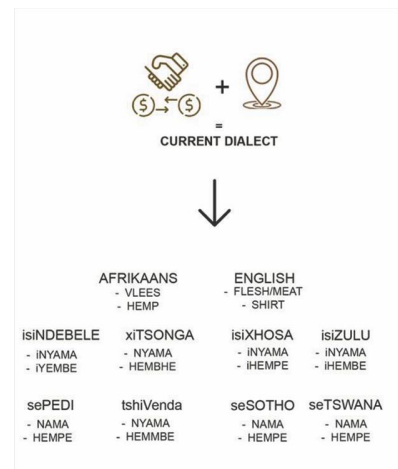 $ $ +
=
CURRENT DIALECT
AFRIKAANS
- VLEES
- HEMP
ENGLISH
- FLESH/MEAT
- SHIRT
isiNDEBELE
- iNYAMA
- iYEMBE
xiTSONGA
- NYAMA
- HEMBHE
isiXHOSA
- iNYAMA
- iHEMPE
isiZULU
- iNYAMA
- iHEMBE
sePEDI
- NAMA
- HEMPE
tshiVenda
- NYAMA
- HEMMBE
seSOTHO
- NAMA
- HEMPE
seTSWANA
- NAMA
- HEMPE